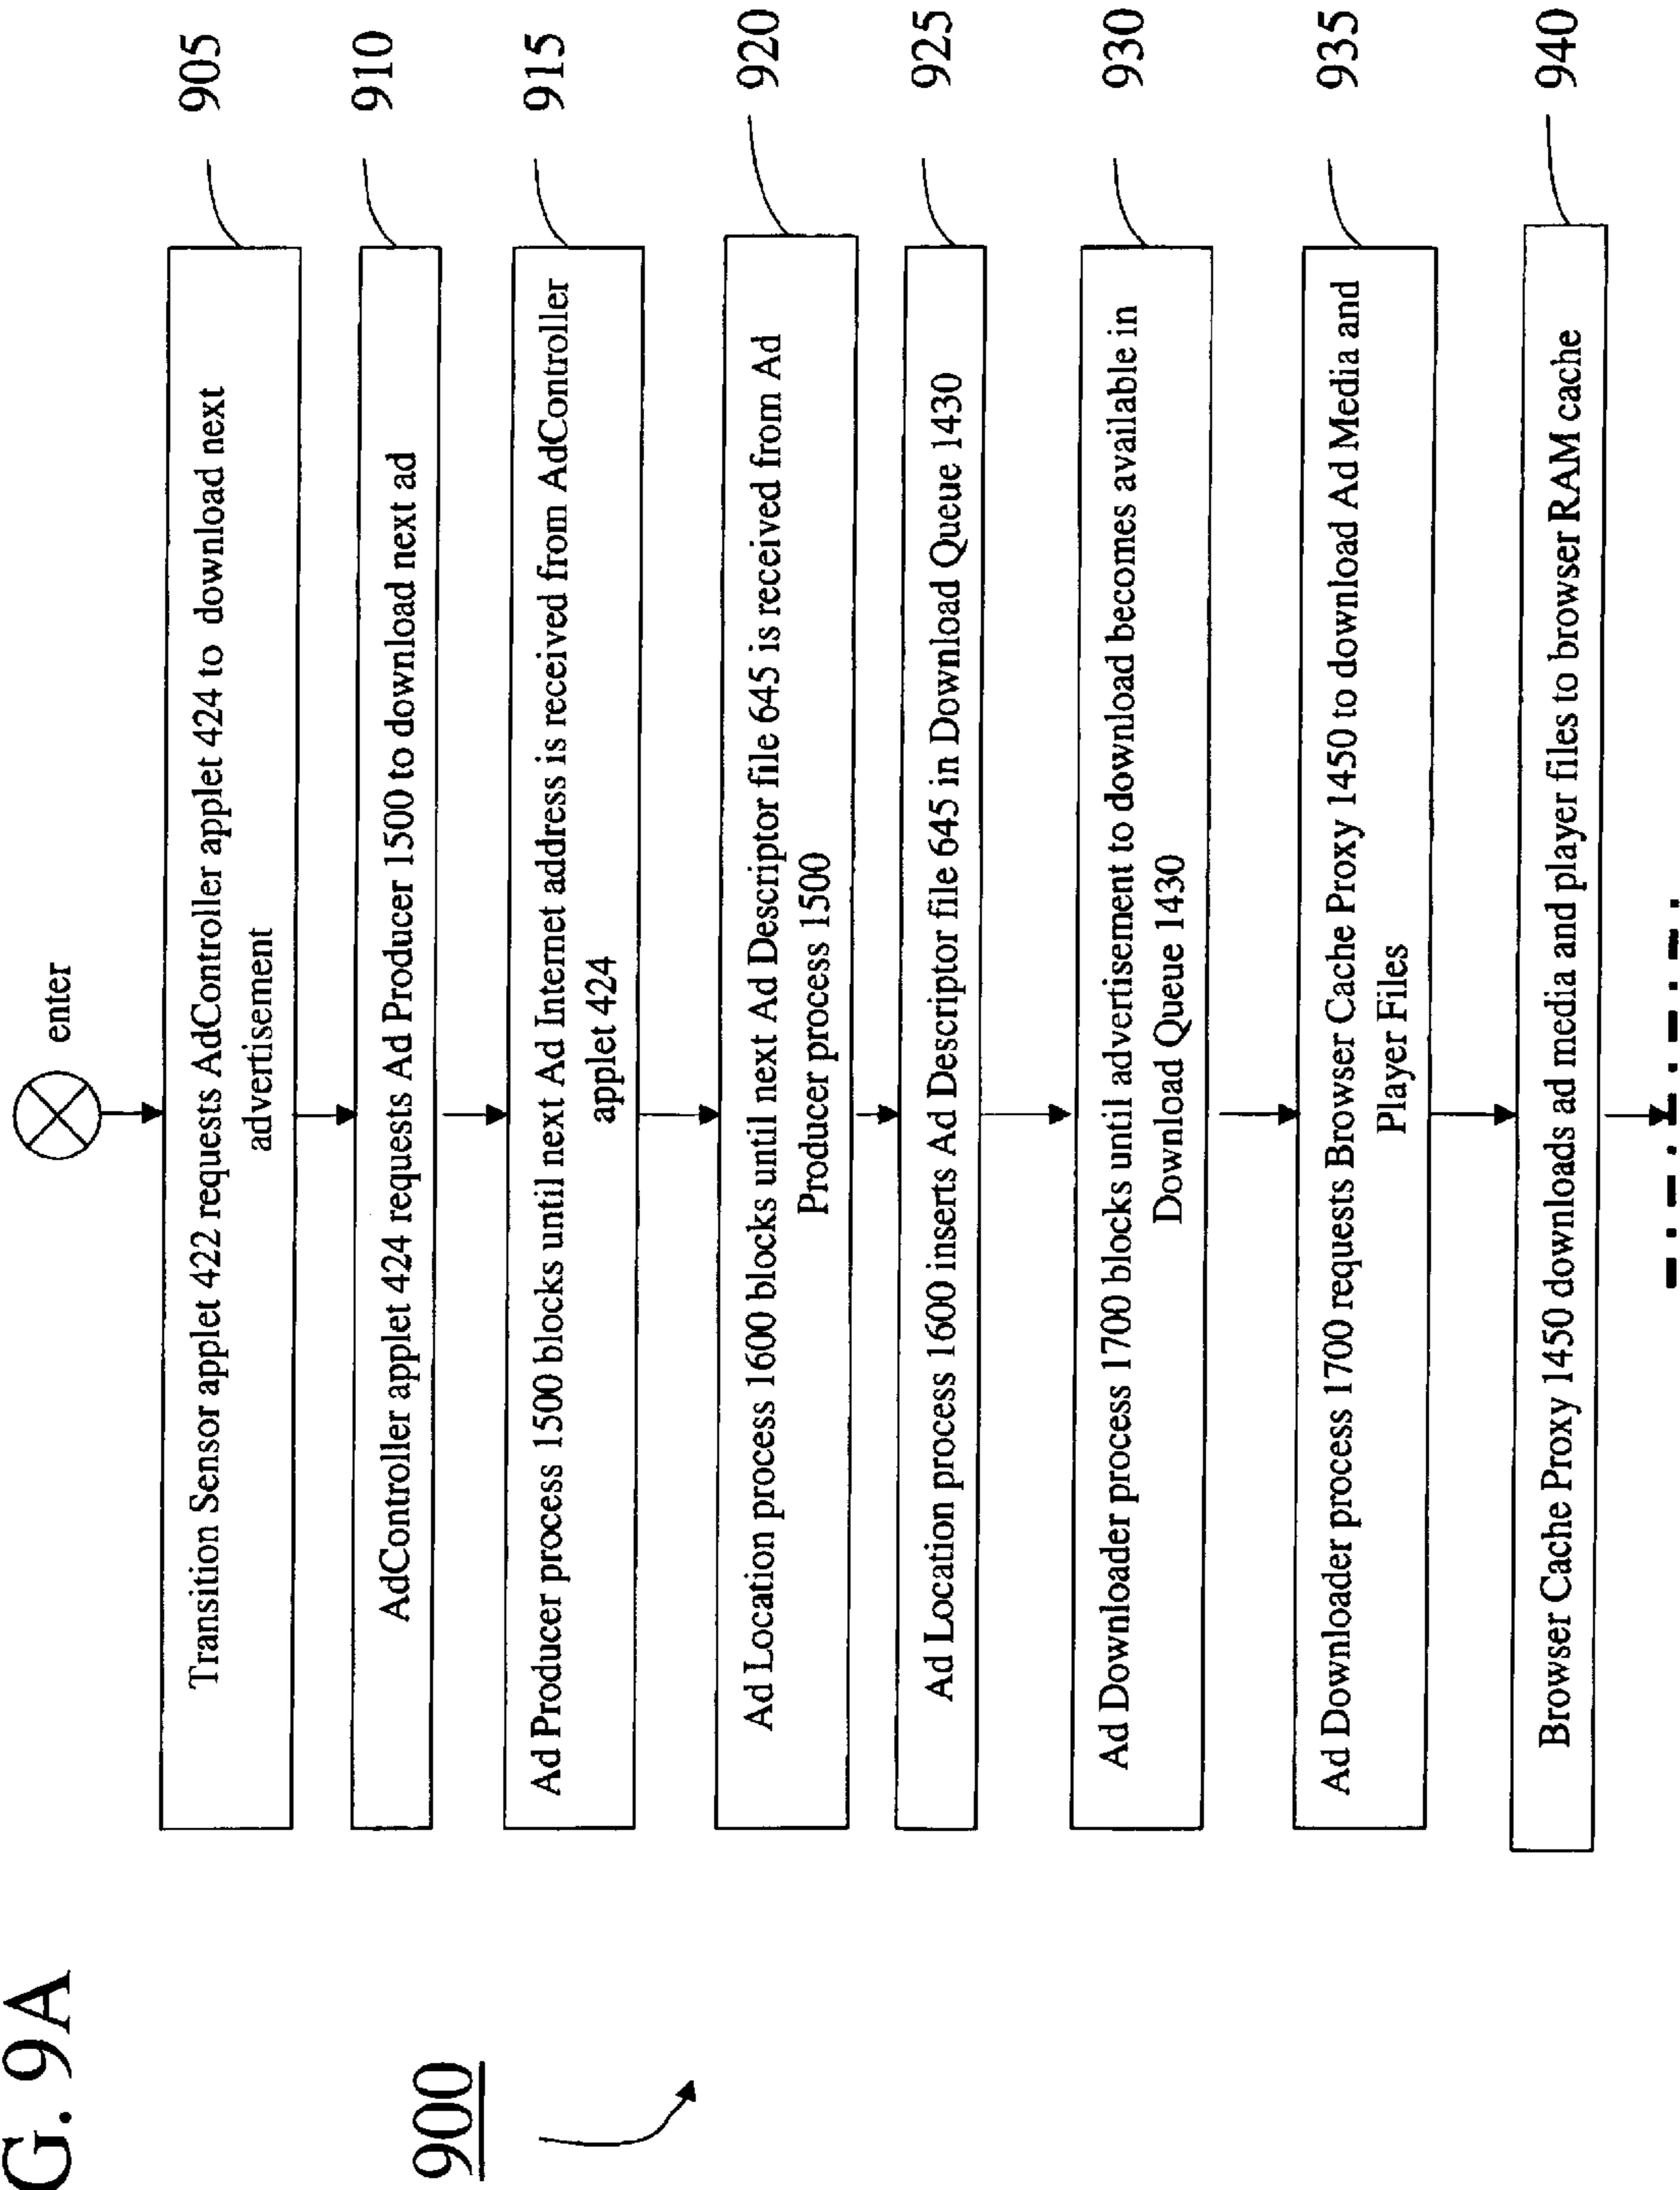 G. 9A
900
enter
Transition Sensor applet 422 requests AdController applet 424 to download next
advertisement
905
AdController applet 424 requests Ad Producer 1500 to download next ad
910
Ad Producer process 1500 blocks until next Ad Internet address is received from AdController
applet 424
915
Ad Location process 1600 blocks until next Ad Descriptor file 645 is received from Ad
Producer process 1500
920
Ad Location process 1600 inserts Ad Descriptor file 645 in Download Queue 1430
925
Ad Downloader process 1700 blocks until advertisement to download becomes available in
Download Queue 1430
930
Ad Downloader process 1700 requests Browser Cache Proxy 1450 to download Ad Media and
Player Files
935
Browser Cache Proxy 1450 downloads ad media and player files to browser RAM cache
940